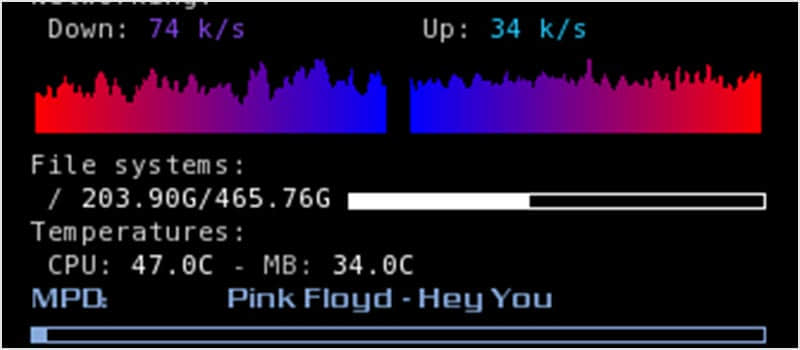 Networking:
Down: 74 k/s Up: 34 k/s
File systems:
/ 203.90G/465.76G
Temperatures:
CPU: 47.0C - MB: 34.0C
MPD: Pink Floyd - Hey You